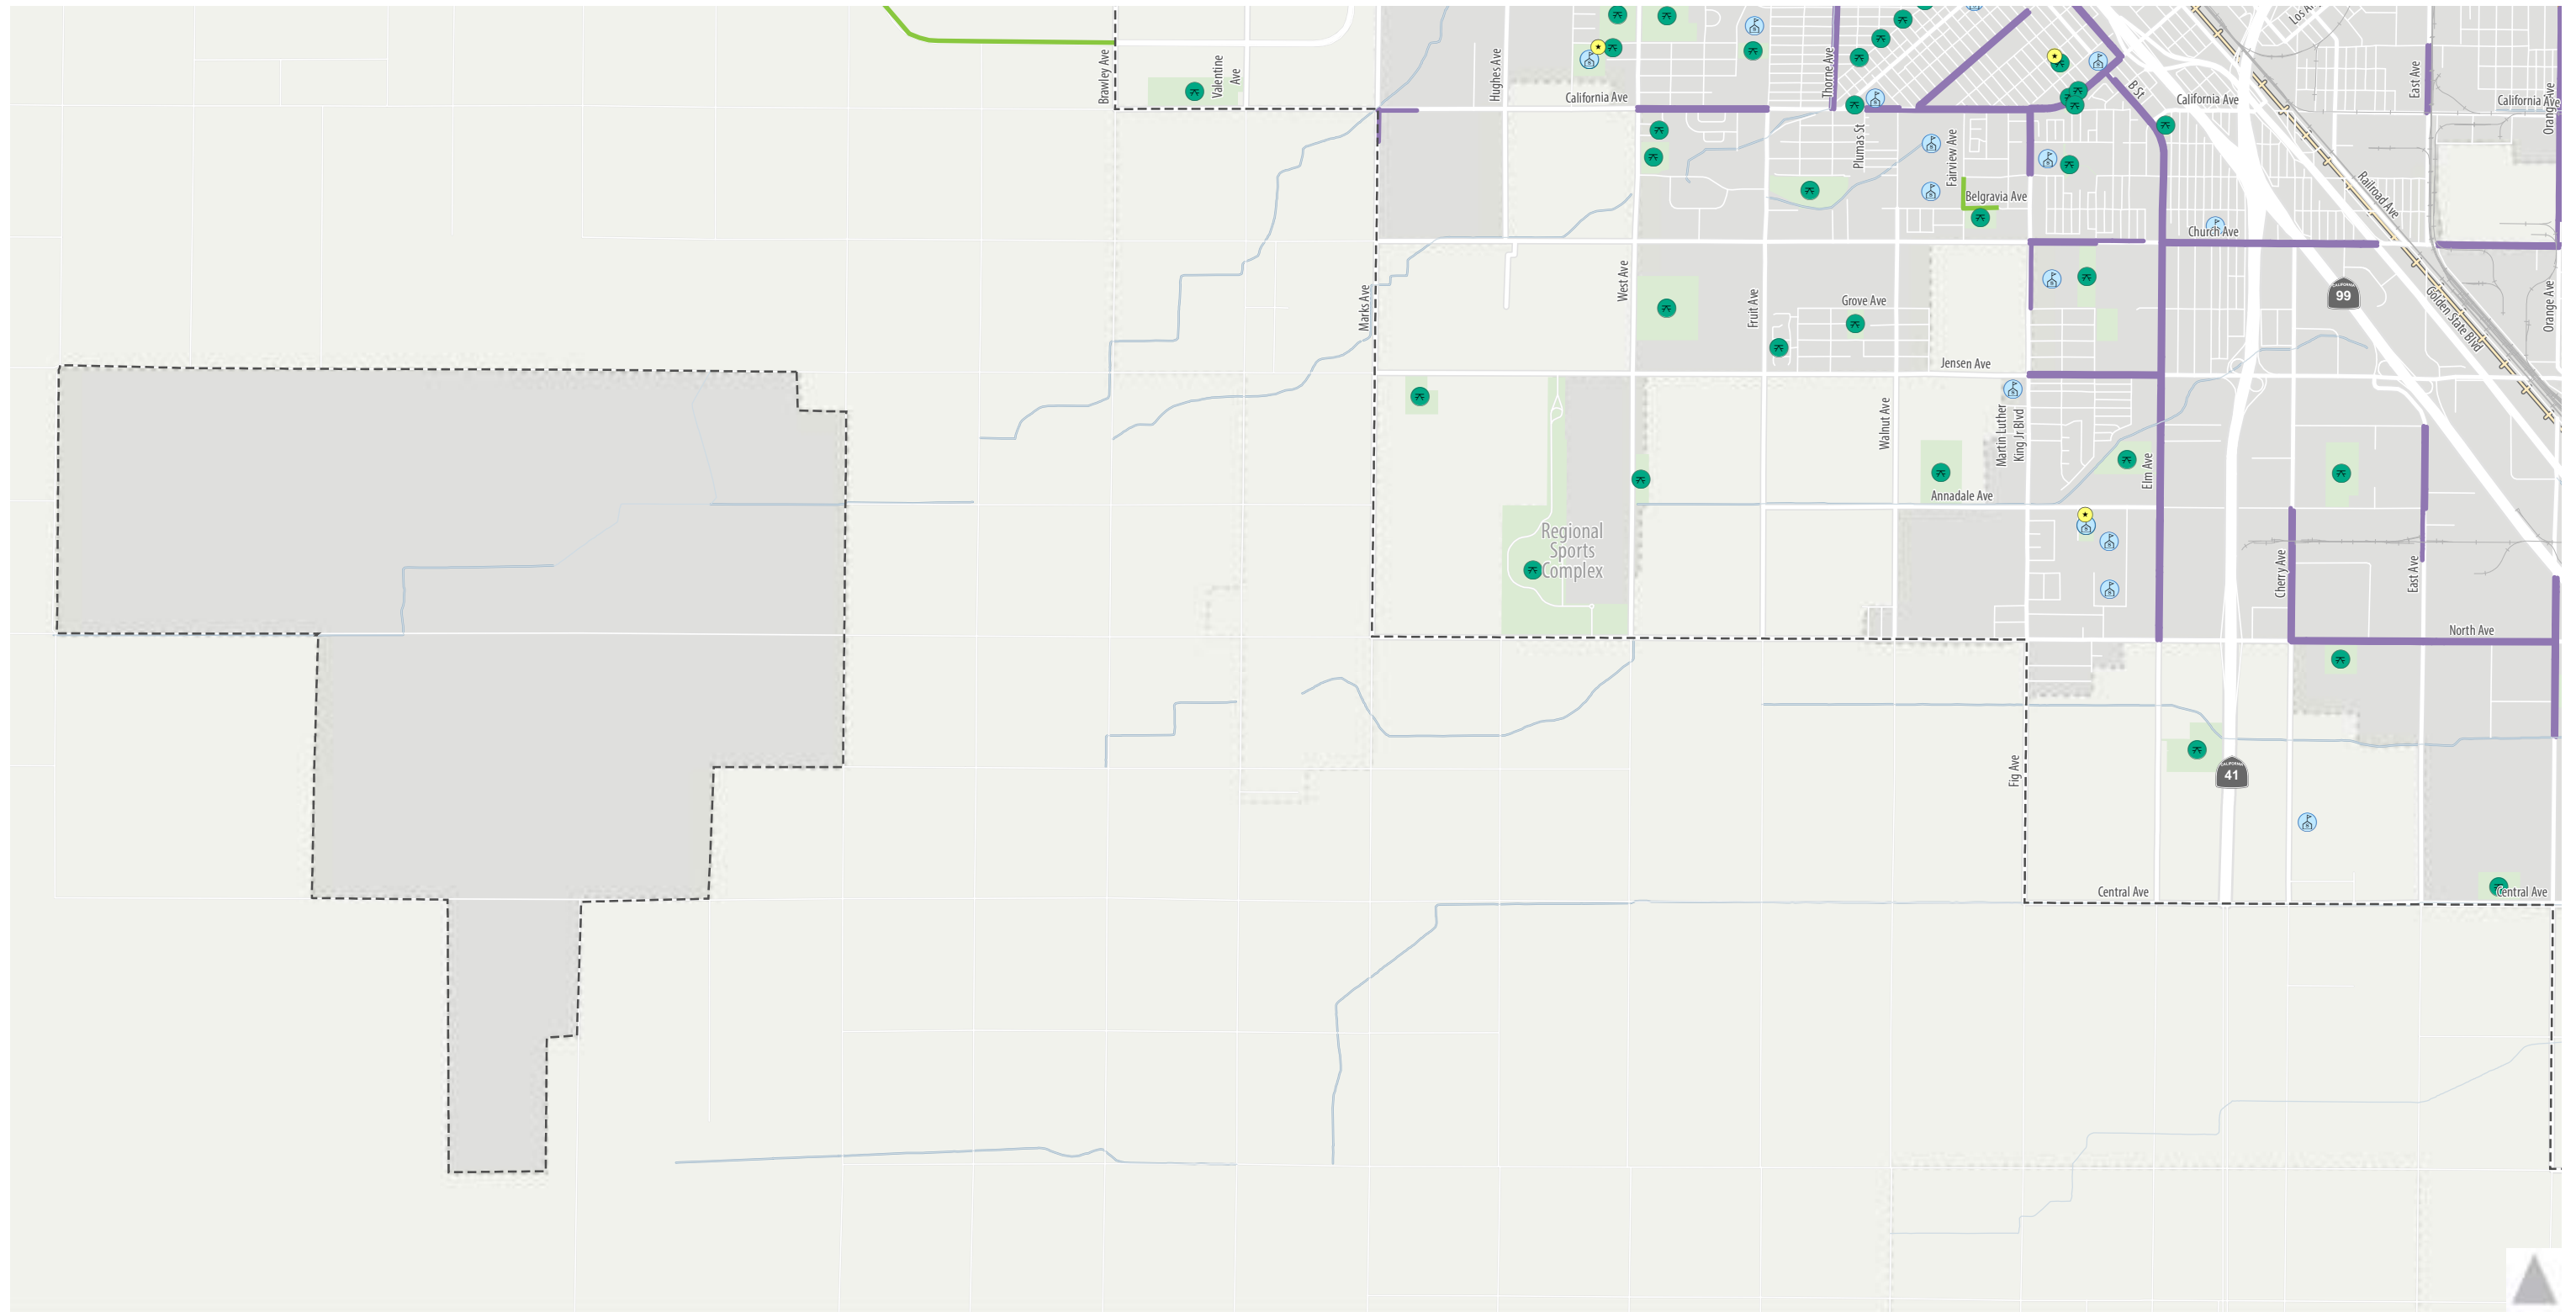 Los A
Brawley Ave
Valentine
Ave
Hughes Ave
California Ave
Thorne Ave
B St
California Ave
East Ave
California Ave
Orange Ave
Plumas St
Fairview Ave
Belgravia Ave
Railroad Ave
Church Ave
Marks Ave
West Ave
Fruit Ave
Grove Ave
CALIFORNIA
99
Golden State Blvd
Orange Ave
Jensen Ave
Walnut Ave
Martin Luther
King Jr Blvd
Elm Ave
Annadale Ave
Regional
Sports
Complex
Cherry Ave
East Ave
North Ave
Fig Ave
CALIFORNIA
41
Central Ave
Central Ave